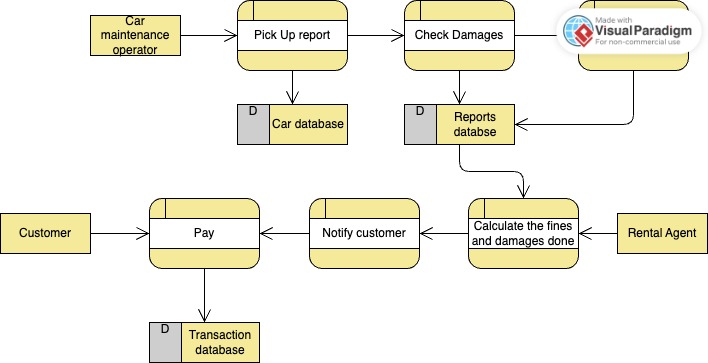 Car
maintenance
operator
Pick Up report
Check Damages
Made with
Visual Paradigm
For non-commercial use
D
Car database
D
Reports
databse
Customer
Pay
Notify customer
Calculate the fines
and damages done
Rental Agent
D
Transaction
database